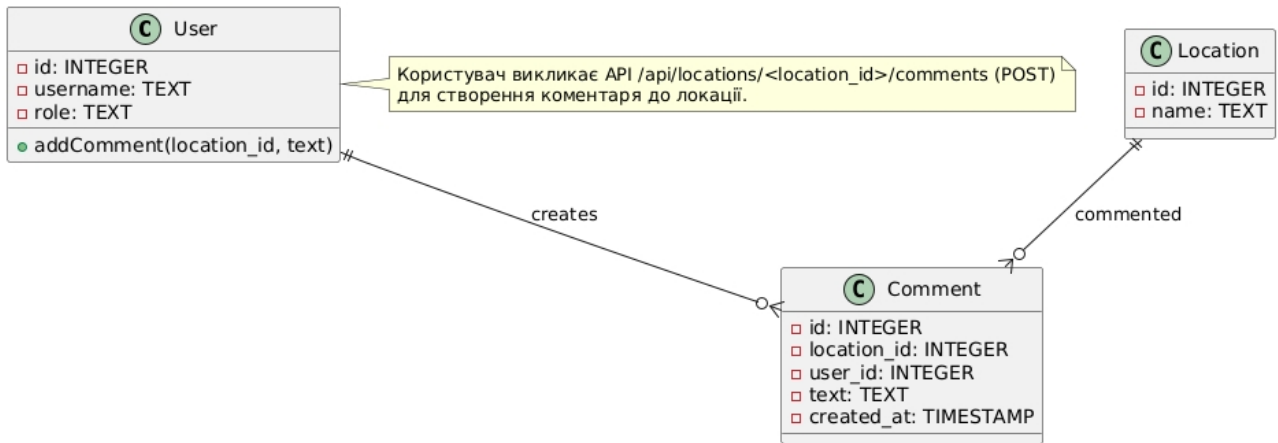 C User
id: INTEGER
username: TEXT
role: TEXT
addComment(location_id, text)
Користувач викликає API /api/locations/<location_id>/comments (POST)
для створення коментаря до локації.
C Location
id: INTEGER
name: TEXT
creates
commented
C Comment
id: INTEGER
location_id: INTEGER
user_id: INTEGER
text: TEXT
created_at: TIMESTAMP